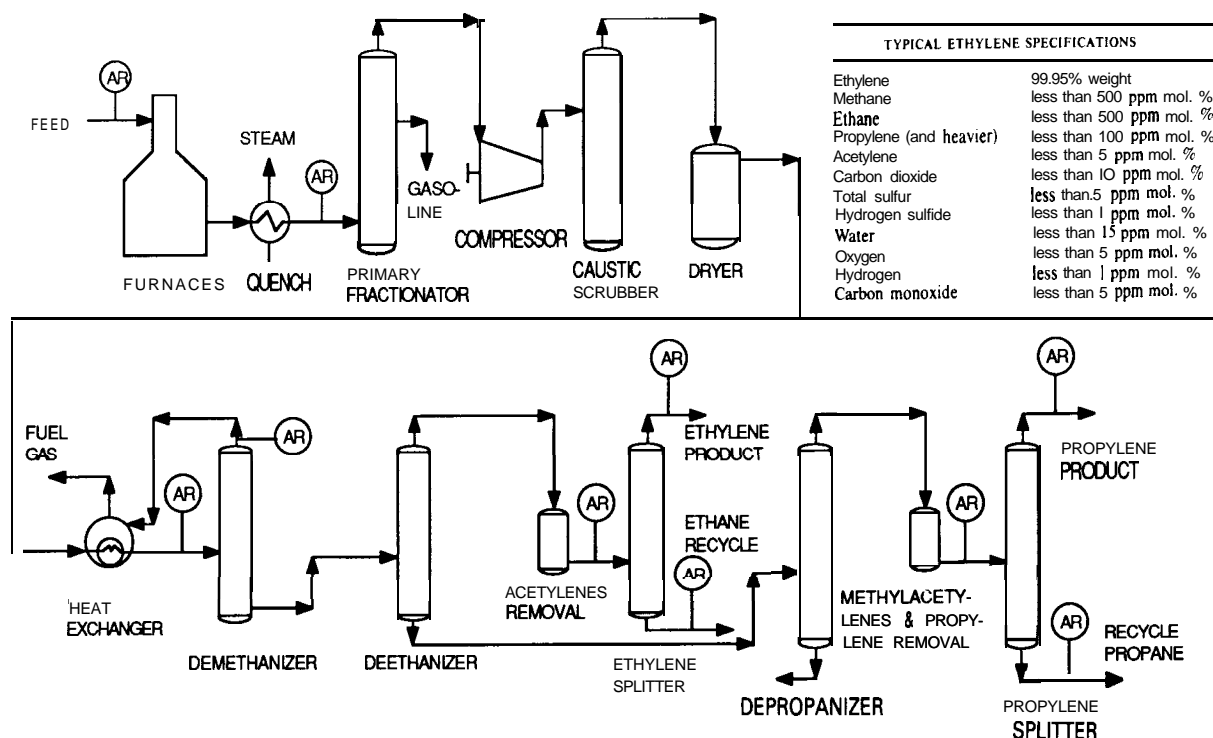 TYPICAL ETHYLENE SPECIFICATIONS
Ethylene 99.95% weight
Methane less than 500 ppm mol. %
Ethane less than 500 ppm mol. %
Propylene (and heavier) less than 100 ppm mol. %
Acetylene less than 5 ppm mol. %
Carbon dioxide less than IO ppm mol. %
Total sulfur less than.5 ppm mol. %
Hydrogen sulfide less than I ppm mol. %
Water less than 15 ppm mol. %
Oxygen less than 5 ppm mol. %
Hydrogen less than 1 ppm mol. %
Carbon monoxide less than 5 ppm mol. %
AR
FEED
STEAM
AR
GASO-
LINE
COMPRESSOR
FURNACES
QUENCH
PRIMARY
FRACTIONATOR
CAUSTIC
SCRUBBER
DRYER
FUEL
GAS
AR
AR
HEAT
EXCHANGER
DEMETHANIZER
DEETHANIZER
AR
ACETYLENES
REMOVAL
AR
ETHYLENE
PRODUCT
ETHANE
RECYCLE
AR
ETHYLENE
SPLITTER
DEPROPANIZER
METHYLACETY-
LENES & PROPY-
LENE REMOVAL
AR
AR
PROPYLENE
PRODUCT
AR
RECYCLE
PROPANE
PROPYLENE
SPLITTER